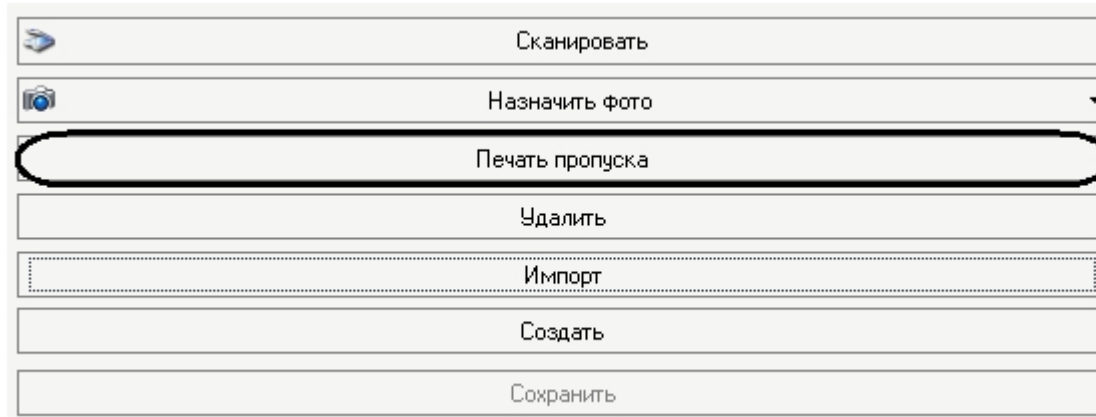 Сканировать
Назначить фото
Печать пропуска
Удалить
Импорт
Создать
Сохранить